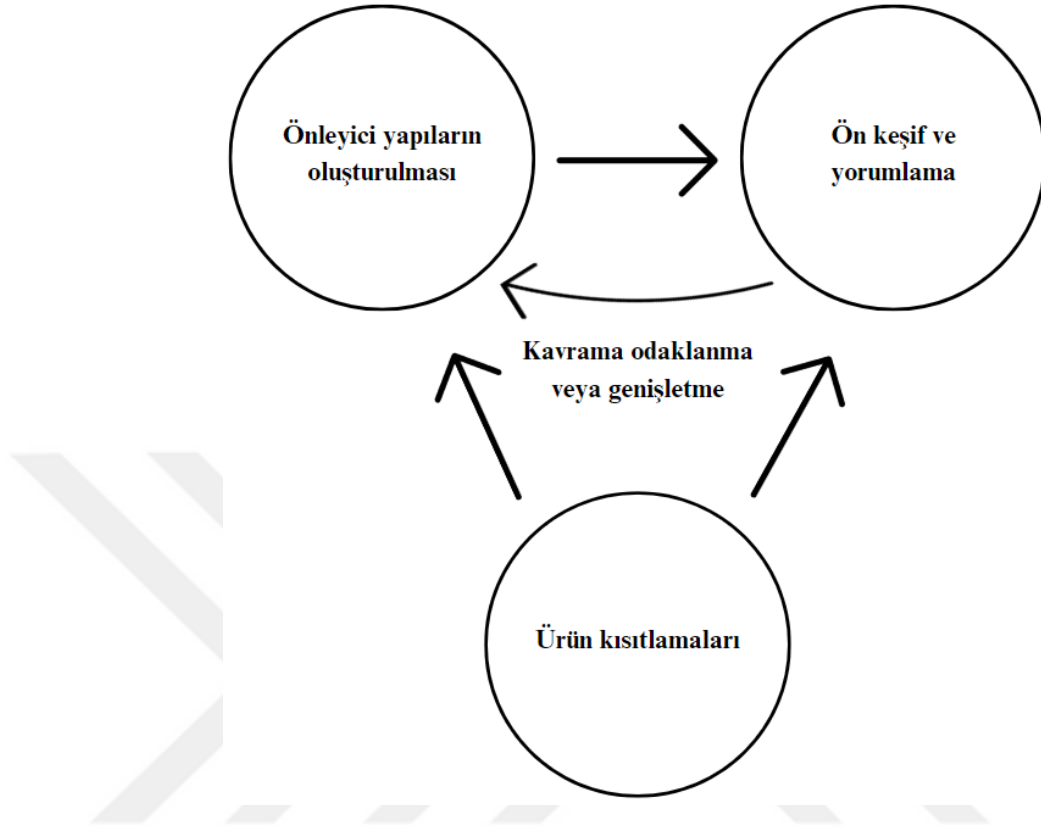 Önleyici yapıların
oluşturulması
Ön keşif ve
yorumlama
Kavrama odaklanma
veya genişletme
Ürün kısıtlamaları